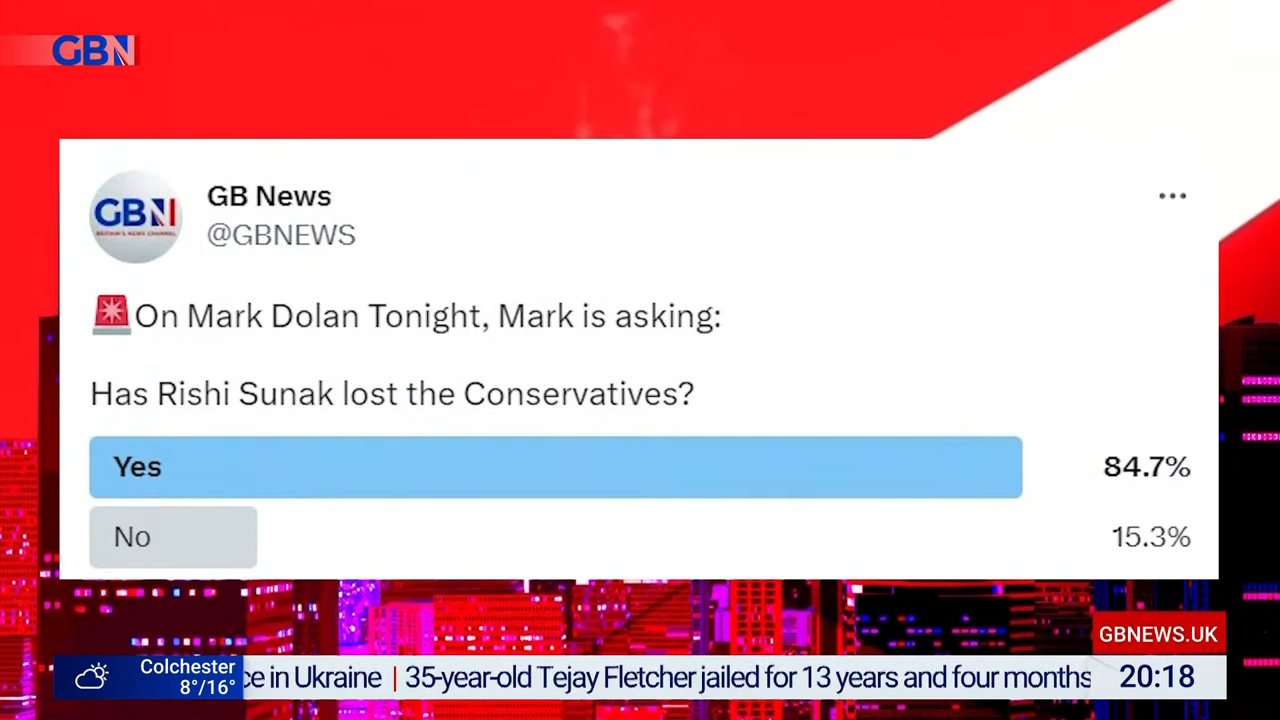 GBN
GB News
@GBNEWS
🚨On Mark Dolan Tonight, Mark is asking:
Has Rishi Sunak lost the Conservatives?
Yes 84.7%
No 15.3%
GBNEWS.UK
Colchester
8°/16°
ce in Ukraine | 35-year-old Tejay Fletcher jailed for 13 years and four months
20:18